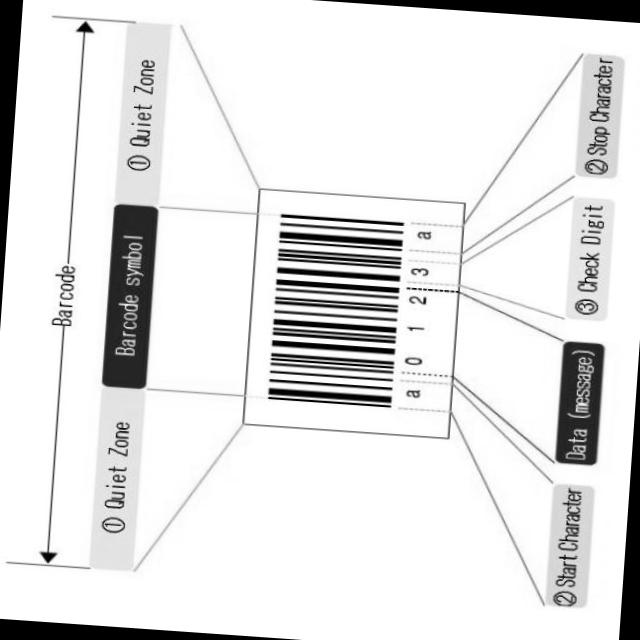 Barcode
① Quiet Zone
Barcode symbol
① Quiet Zone
a 0 1 2 3 a
② Start Character
Data (message)
③ Check Digit
② Stop Character